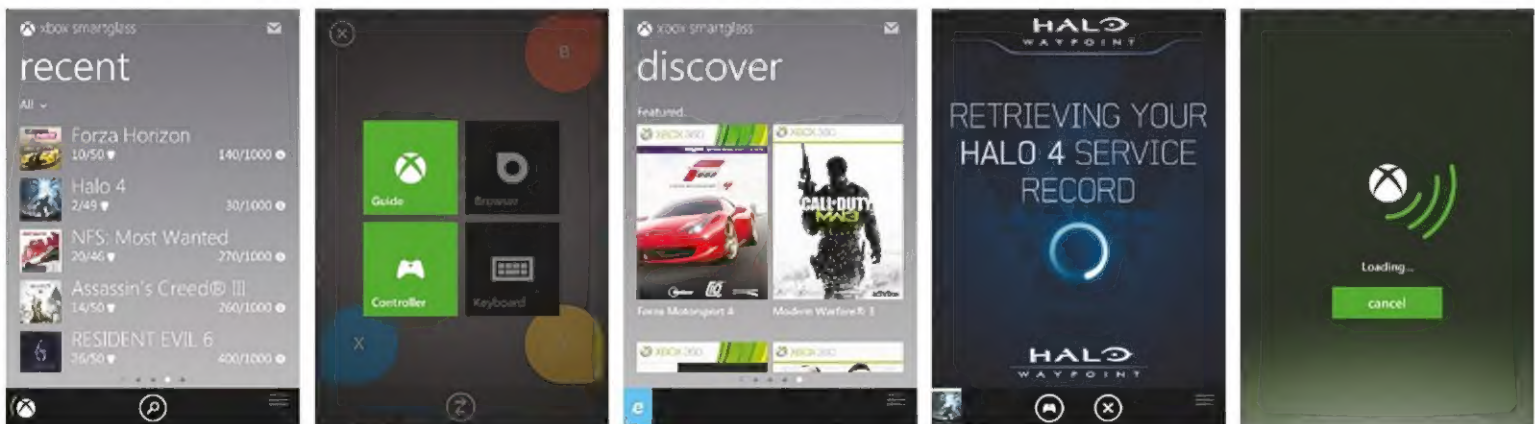 xbox smartglass
recent
All
Forza Horizon
10/50 140/1000
Halo 4
2/49 30/1000
NFS: Most Wanted
20/46 270/1000
Assassin's Creed® III
14/50 260/1000
RESIDENT EVIL 6
26/50 400/1000
B
Guide
Browser
Controller
Keyboard
X
Y
xbox smartglass
discover
Featured
XBOX 360
XBOX 360
CALL·DUTY
MW3
Forza Motorsport 4
Modern Warfare® 3
XBOX 360
XBOX 360
HALO
WAYPOINT
RETRIEVING YOUR
HALO 4 SERVICE
RECORD
HALO
WAYPOINT
Loading...
cancel